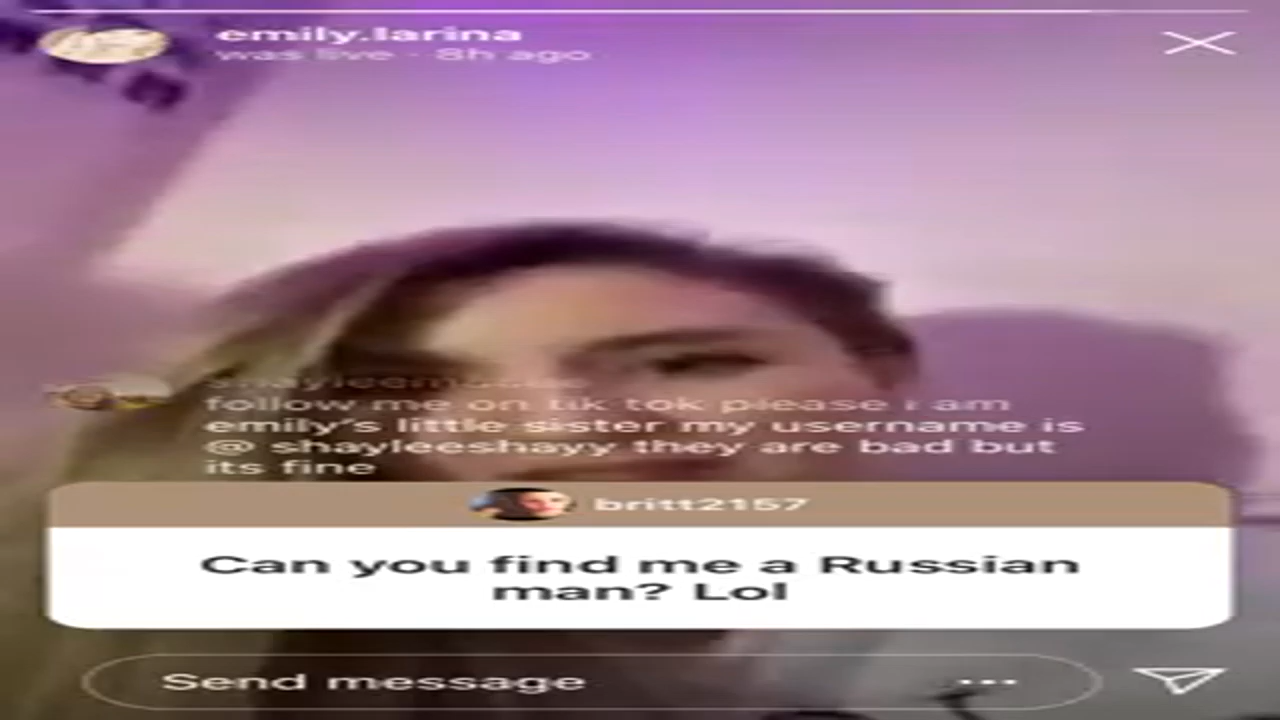 emily.larina
was live · 8h ago
follow me on tik tok please i am
emily's little sister my username is
@ shayleeshayy they are bad but
its fine
britt2157
Can you find me a Russian
man? Lol
Send message